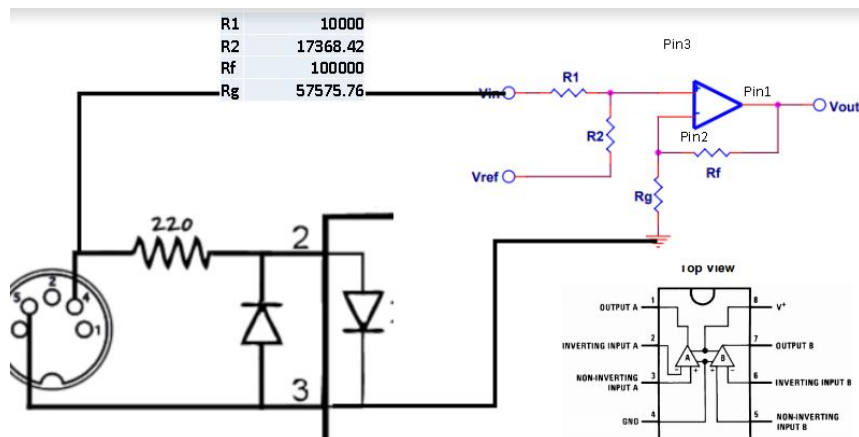 R1 10000
R2 17368.42
Rf 100000
Rg 57575.76
Pin3
R1
Vin
Pin1
Vout
R2
Pin2
Rf
Vref
Rg
220
2
3
5
2
4
1
Top View
OUTPUT A 1
8 V+
INVERTING INPUT A 2
7 OUTPUT B
NON-INVERTING
INPUT A
3
6 INVERTING INPUT B
GND 4
5 NON-INVERTING
INPUT B
A
B